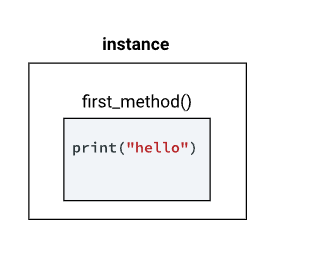 instance
first_method()
print("hello")